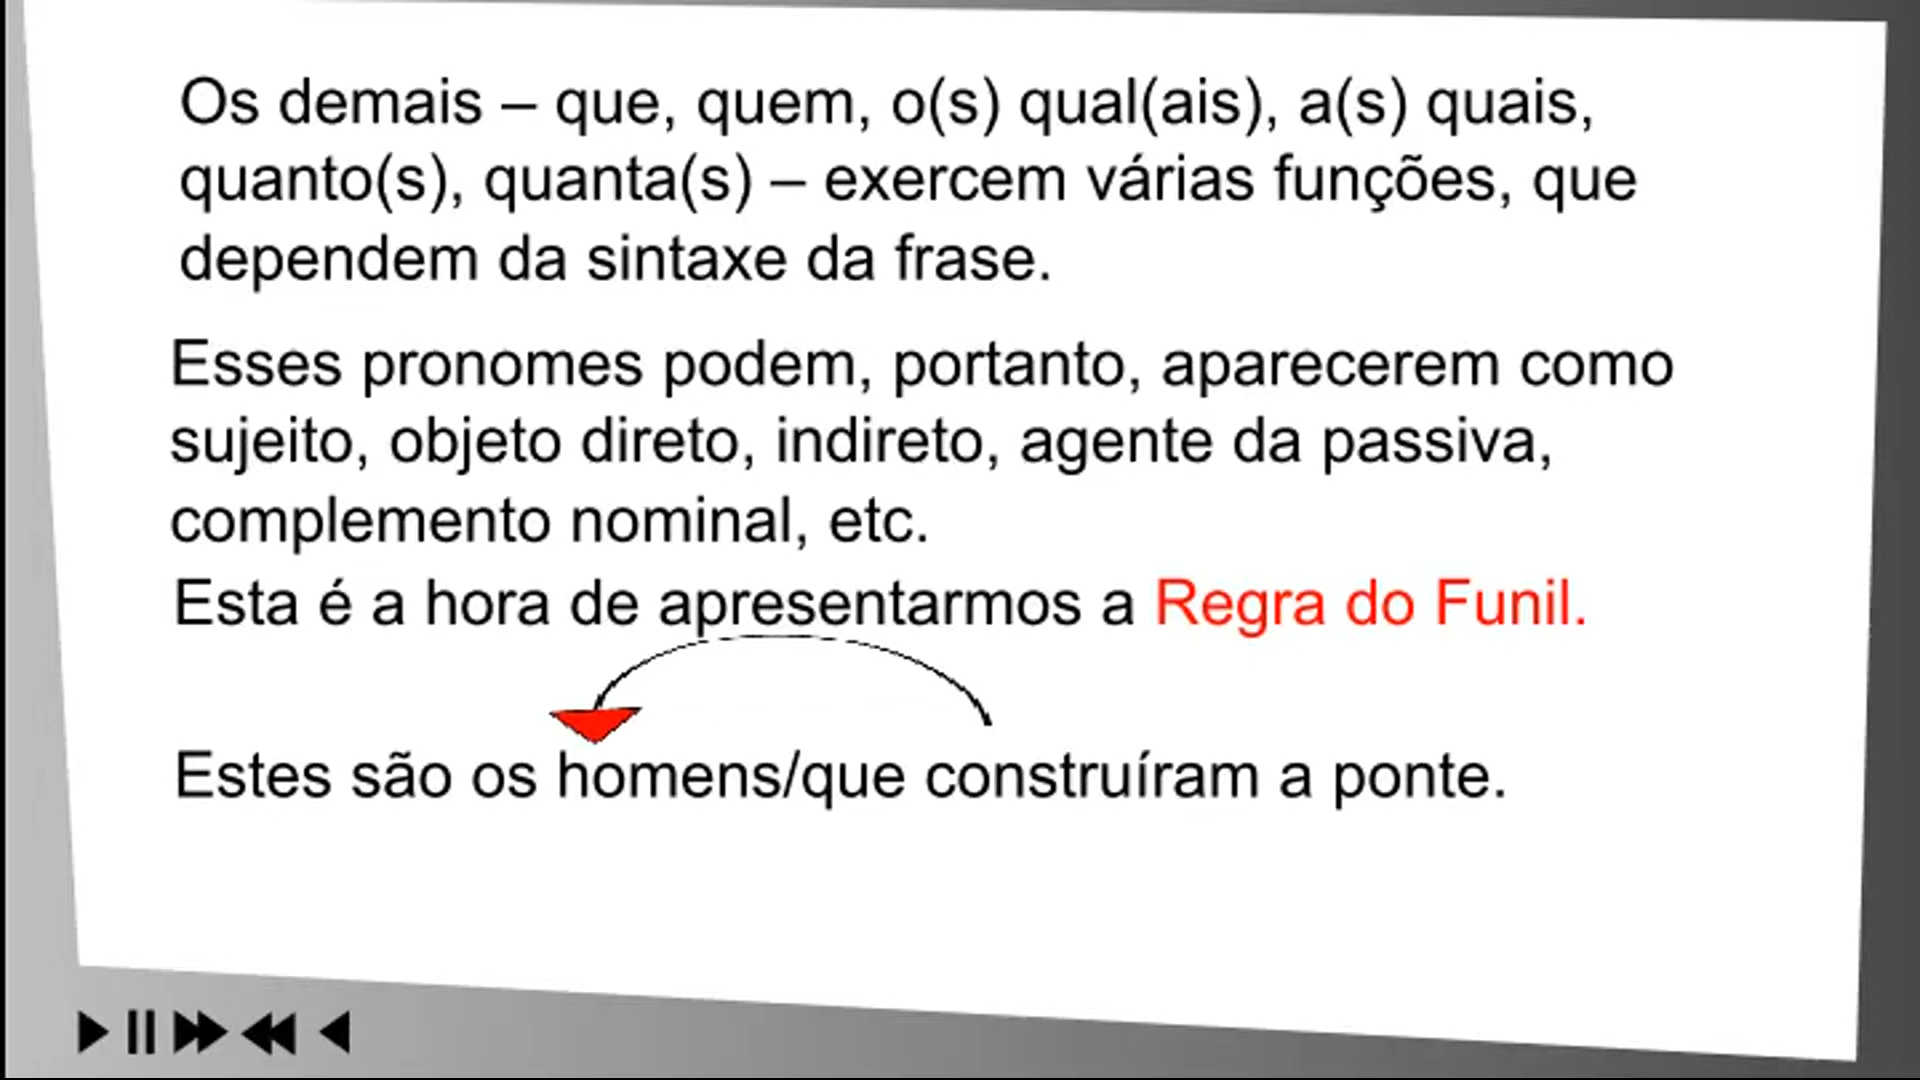 Os demais – que, quem, o(s) qual(ais), a(s) quais,
quanto(s), quanta(s) – exercem várias funções, que
dependem da sintaxe da frase.
Esses pronomes podem, portanto, aparecerem como
sujeito, objeto direto, indireto, agente da passiva,
complemento nominal, etc.
Esta é a hora de apresentarmos a Regra do Funil.
Estes são os homens/que construíram a ponte.